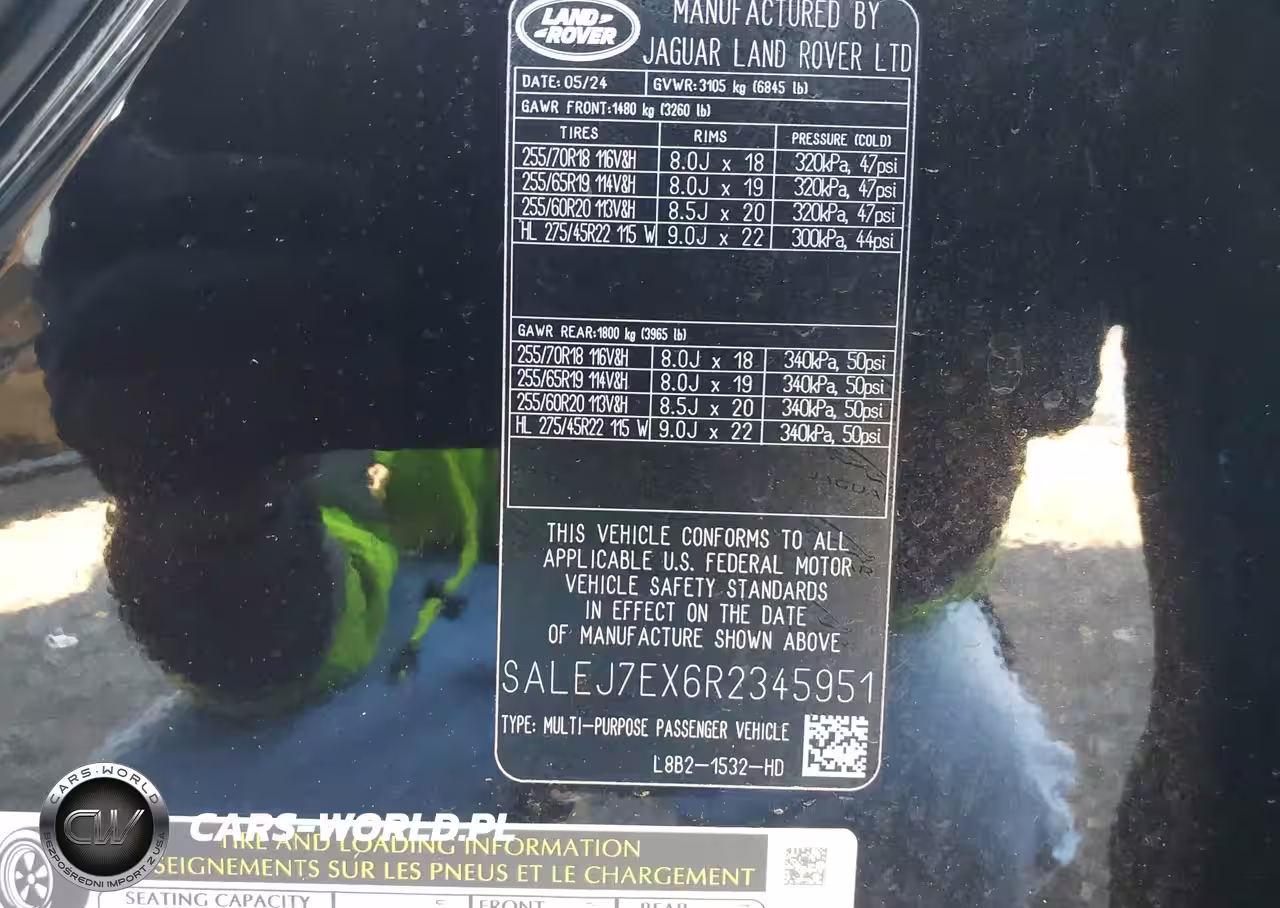 LAND ROVER
MANUFACTURED BY
JAGUAR LAND ROVER LTD
DATE: 05/24 GVWR: 3105 kg (6845 lb)
GAWR FRONT: 1480 kg (3260 lb)
TIRES RIMS PRESSURE (COLD)
255/70R18 116V&H 8.0J x 18 320kPa, 47psi
255/65R19 114V&H 8.0J x 19 320kPa, 47psi
255/60R20 113V&H 8.5J x 20 320kPa, 47psi
HL 275/45R22 115 W 9.0J x 22 300kPa, 44psi
GAWR REAR: 1800 kg (3965 lb)
255/70R18 116V&H 8.0J x 18 340kPa, 50psi
255/65R19 114V&H 8.0J x 19 340kPa, 50psi
255/60R20 113V&H 8.5J x 20 340kPa, 50psi
HL 275/45R22 115 W 9.0J x 22 340kPa, 50psi
THIS VEHICLE CONFORMS TO ALL
APPLICABLE U.S. FEDERAL MOTOR
VEHICLE SAFETY STANDARDS
IN EFFECT ON THE DATE
OF MANUFACTURE SHOWN ABOVE
SALEJ7EX6R2345951
TYPE: MULTI-PURPOSE PASSENGER VEHICLE
L8B2-1532-HD
CARS-WORLD
CW
BEZPOŚREDNI IMPORT Z USA
CARS-WORLD.PL
TIRE AND LOADING INFORMATION
SEIGNEMENTS SUR LES PNEUS ET LE CHARGEMENT
SEATING CAPACITY FRONT REAR